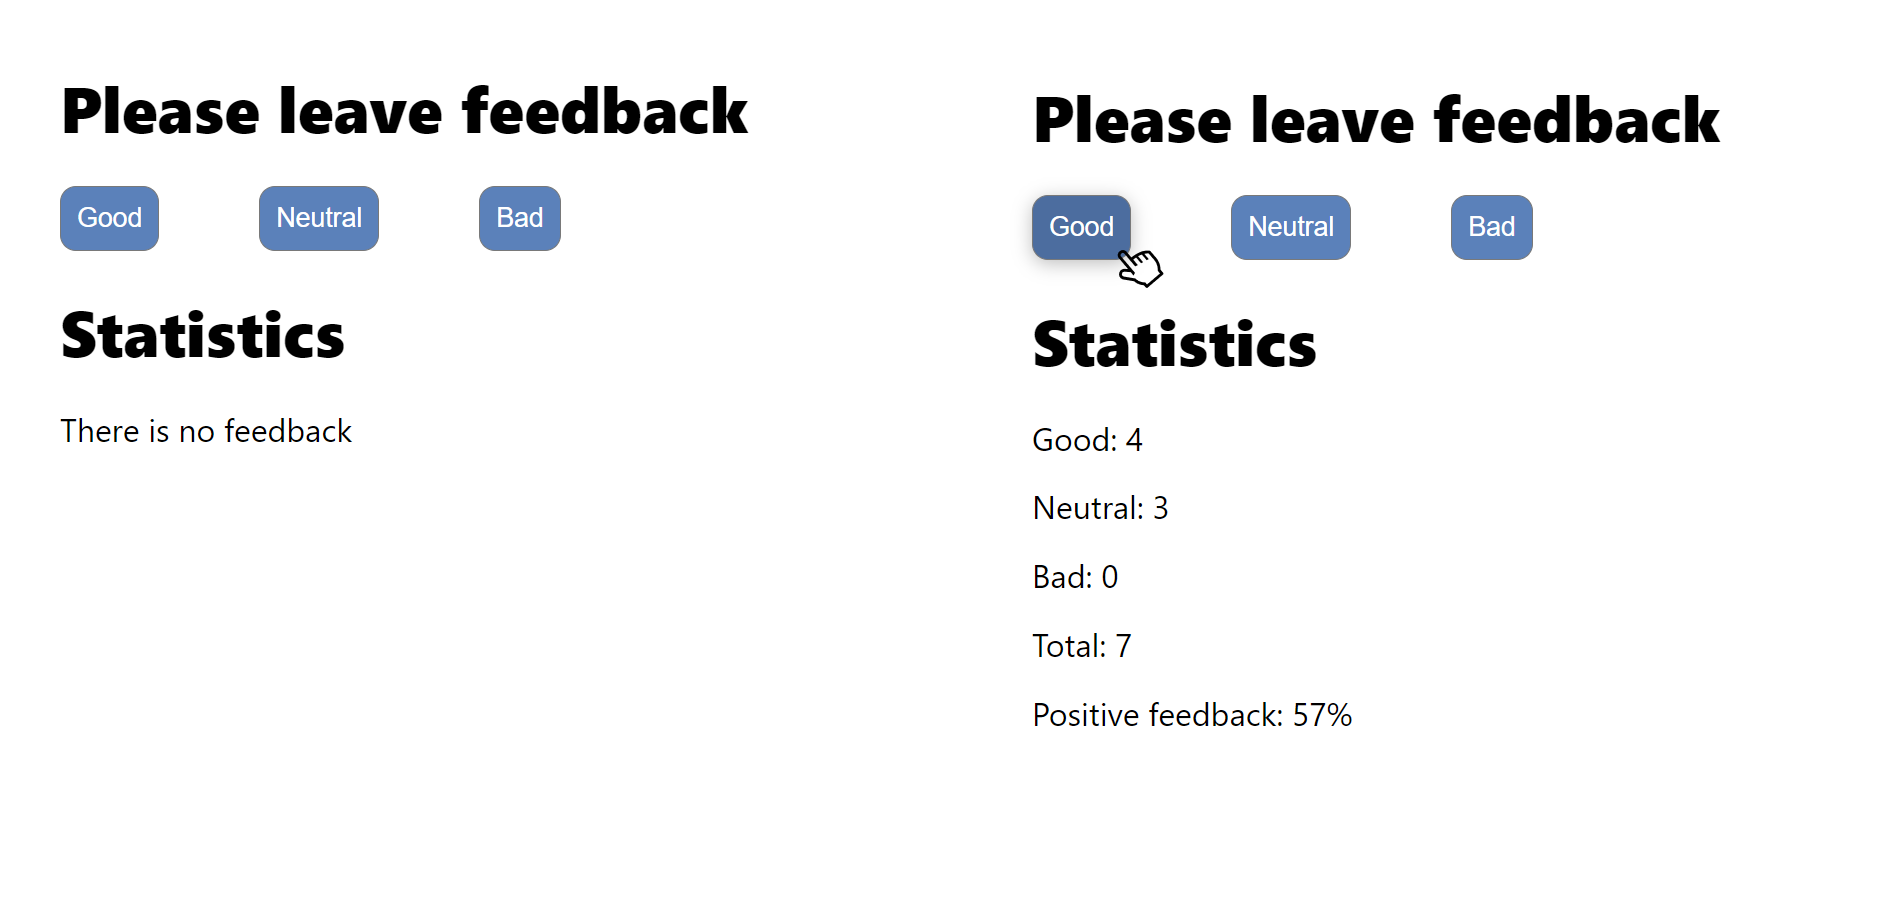 Please leave feedback
Good Neutral Bad
Statistics
There is no feedback
Please leave feedback
Good Neutral Bad
Statistics
Good: 4
Neutral: 3
Bad: 0
Total: 7
Positive feedback: 57%